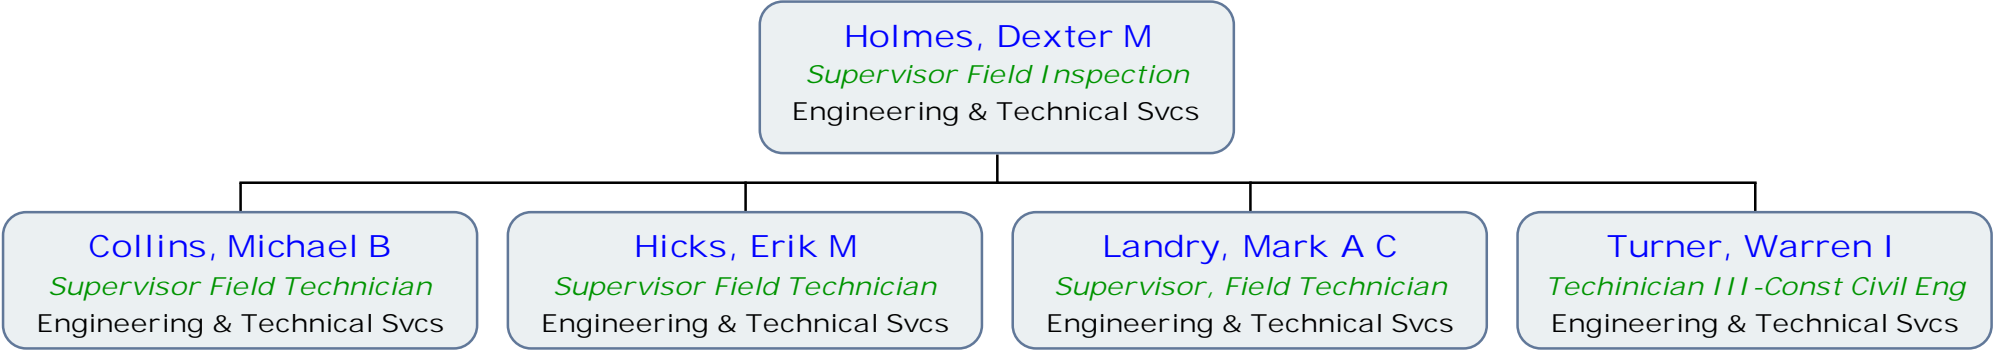 Holmes, Dexter M
Supervisor Field Inspection
Engineering & Technical Svcs
Collins, Michael B
Supervisor Field Technician
Engineering & Technical Svcs
Hicks, Erik M
Supervisor Field Technician
Engineering & Technical Svcs
Landry, Mark A C
Supervisor, Field Technician
Engineering & Technical Svcs
Turner, Warren I
Techinician III-Const Civil Eng
Engineering & Technical Svcs